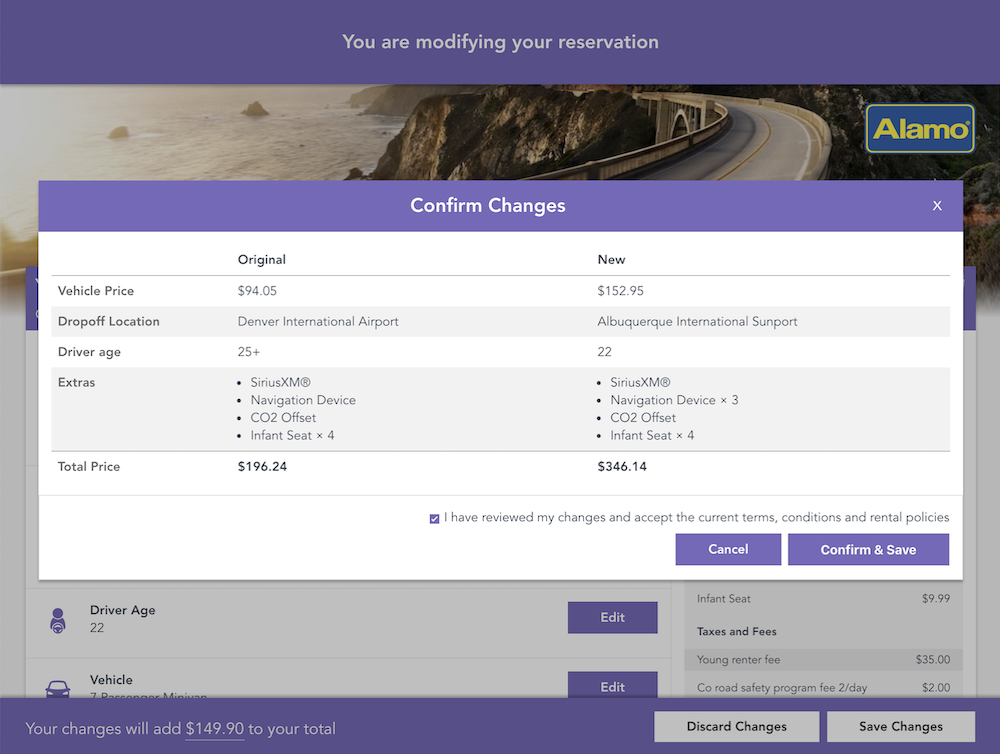 You are modifying your reservation
Alamo
Confirm Changes
X
Original New
Vehicle Price $94.05 $152.95
Dropoff Location Denver International Airport Albuquerque International Sunport
Driver age 25+ 22
Extras
• SiriusXM® • SiriusXM®
• Navigation Device • Navigation Device × 3
• CO2 Offset • CO2 Offset
• Infant Seat × 4 • Infant Seat × 4
Total Price $196.24 $346.14
I have reviewed my changes and accept the current terms, conditions and rental policies
Cancel Confirm & Save
Driver Age
22
Edit
Vehicle
7 Passenger Minivan
Edit
Infant Seat $9.99
Taxes and Fees
Young renter fee $35.00
Co road safety program fee 2/day $2.00
Your changes will add $149.90 to your total
Discard Changes Save Changes